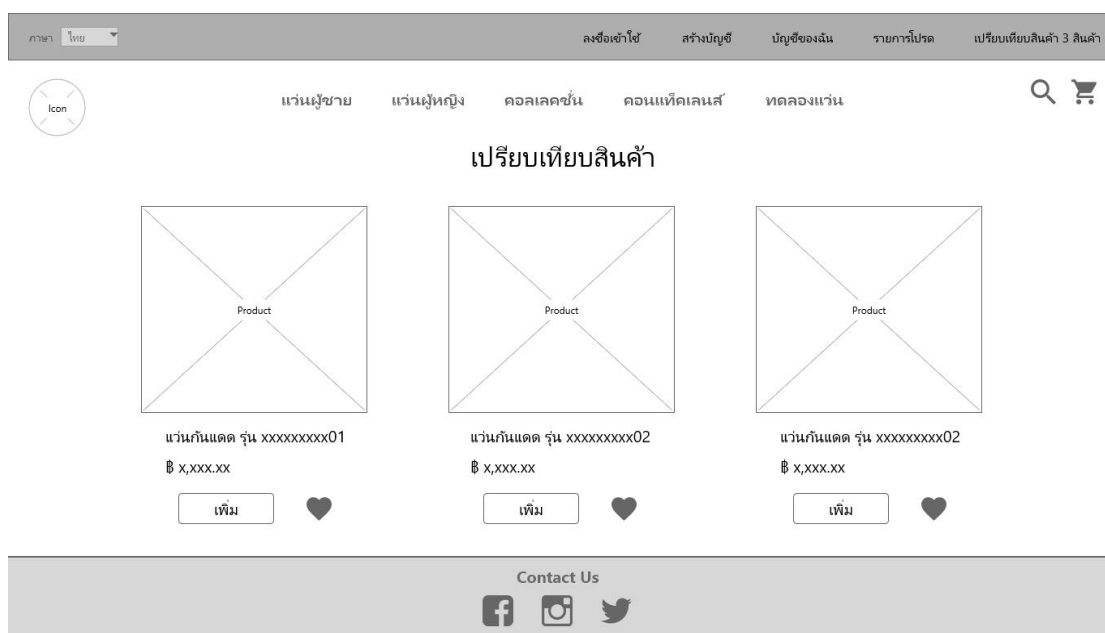 ภาษา ไทย ลงชื่อเข้าใช้ สร้างบัญชี บัญชีของฉัน รายการโปรด เปรียบเทียบสินค้า 3 สินค้า
Icon แว่นผู้ชาย แว่นผู้หญิง คอลเลคชั่น คอนแท็คเลนส์ ทดลองแว่น
เปรียบเทียบสินค้า
Product Product Product
แว่นกันแดด รุ่น xxxxxxxxx01 แว่นกันแดด รุ่น xxxxxxxxx02 แว่นกันแดด รุ่น xxxxxxxxx02
฿ x,xxx.xx ฿ x,xxx.xx ฿ x,xxx.xx
เพิ่ม เพิ่ม เพิ่ม
Contact Us